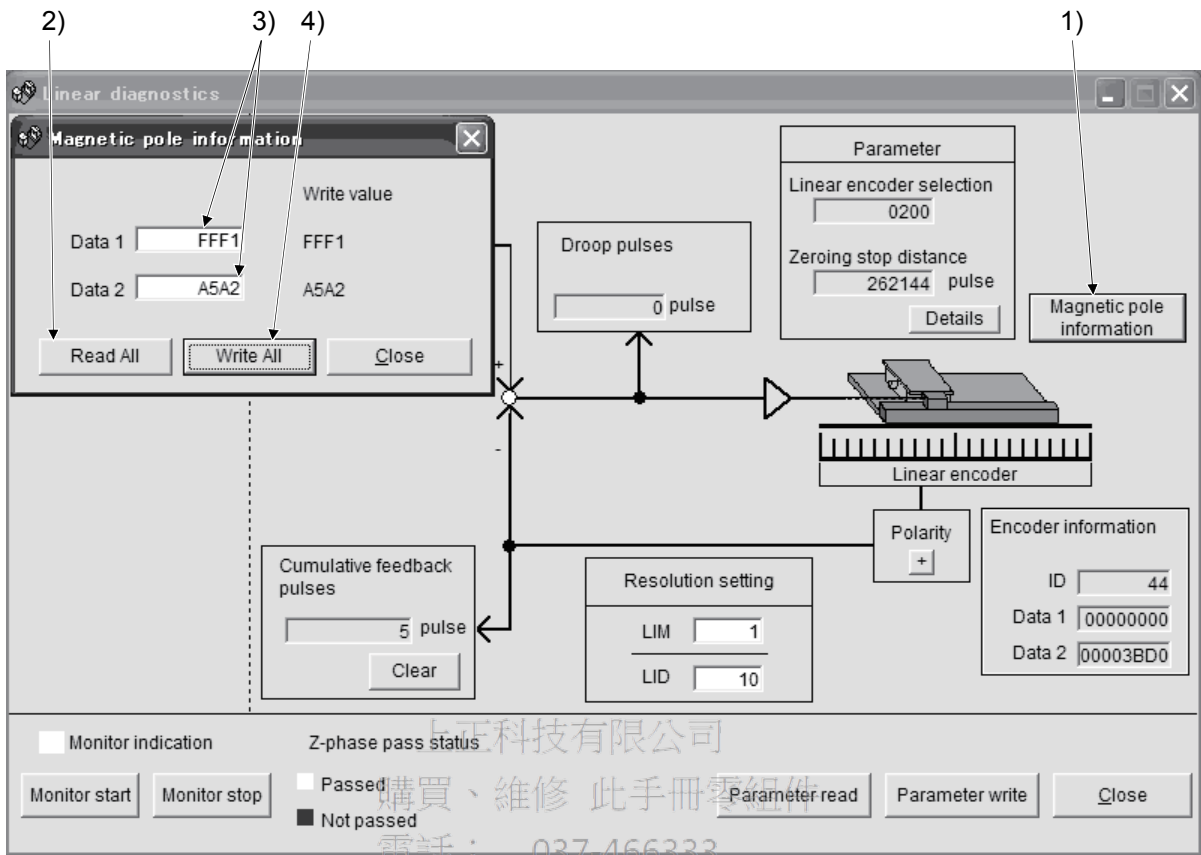 2) 3) 4) 1)
Linear diagnostics
Magnetic pole information
Write value
Data 1 FFF1 FFF1
Data 2 A5A2 A5A2
Read All Write All Close
Parameter
Linear encoder selection
0200
Zeroing stop distance
262144 pulse
Details
Magnetic pole
information
Droop pulses
0 pulse
+
-
Linear encoder
Polarity
+
Encoder information
ID 44
Data 1 00000000
Data 2 00003BD0
Cumulative feedback
pulses
5 pulse
Clear
Resolution setting
LIM 1
LID 10
上正科技有限公司
Monitor indication Z-phase pass status
Passed
Not passed
購買、維修 此手冊零組件
Monitor start Monitor stop Parameter read Parameter write Close
電話： 037-466333